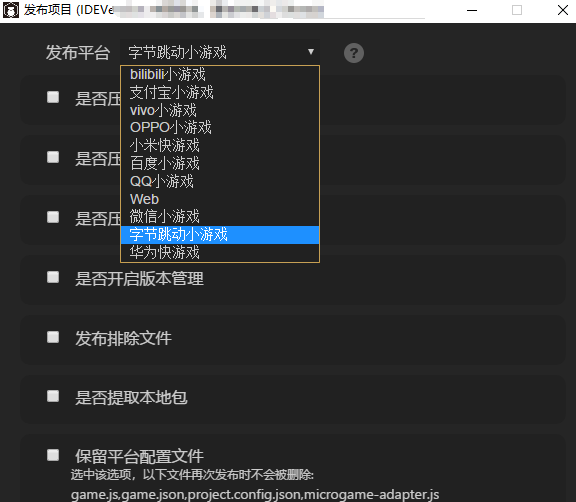 发布项目 (IDEVe
发布平台 字节跳动小游戏 ?
bilibili小游戏
支付宝小游戏
vivo小游戏
OPPO小游戏
小米快游戏
百度小游戏
QQ小游戏
Web
微信小游戏
字节跳动小游戏
华为快游戏
是否压
是否压
是否压
是否开启版本管理
发布排除文件
是否提取本地包
保留平台配置文件
选中该选项，以下文件再次发布时不会被删除:
game.js,game.json,project.config.json,microgame-adapter.js